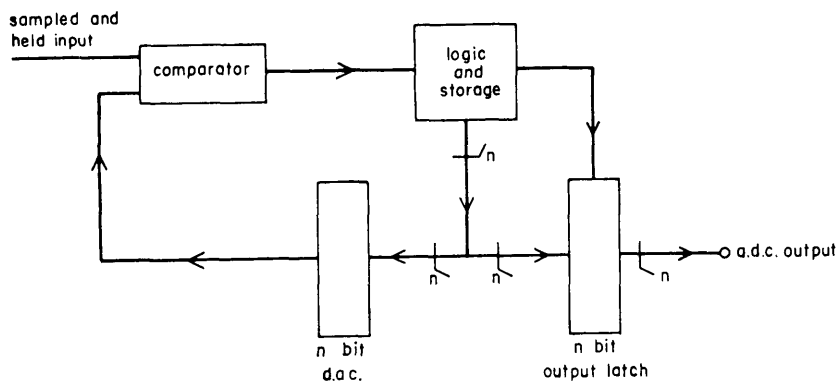 sampled and
held input
comparator
logic
and
storage
n
n
n
n
a.d.c. output
n bit
d.a.c.
n bit
output latch